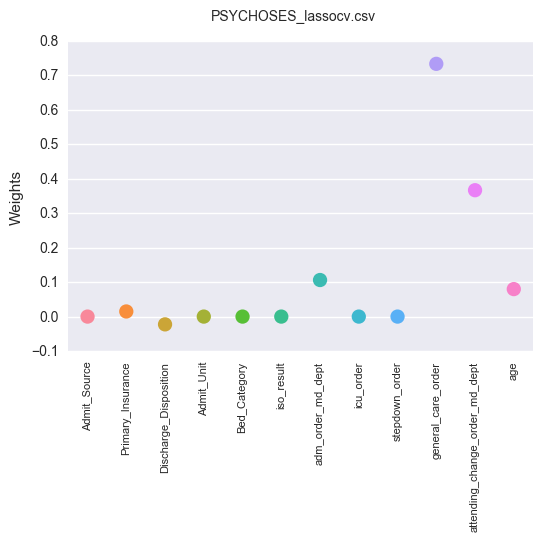 PSYCHOSES_lassocv.csv
0.8
0.7
0.6
0.5
0.4
0.3
0.2
0.1
0.0
−0.1
Weights
Admit_Source
Primary_Insurance
Discharge_Disposition
Admit_Unit
Bed_Category
iso_result
adm_order_md_dept
icu_order
stepdown_order
general_care_order
attending_change_order_md_dept
age